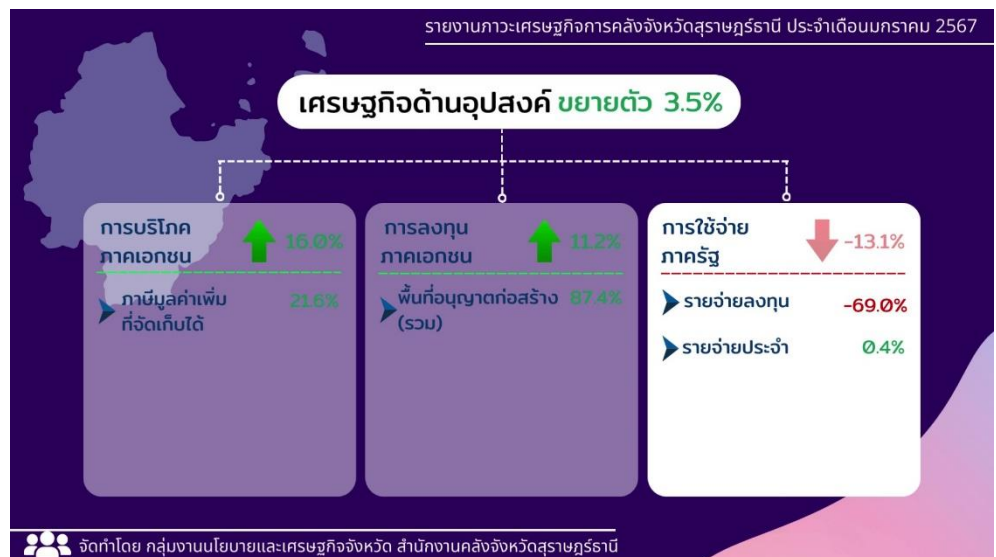 รายงานภาวะเศรษฐกิจการคลังจังหวัดสุราษฎร์ธานี ประจำเดือนมกราคม 2567
เศรษฐกิจด้านอุปสงค์ ขยายตัว 3.5%
การบริโภค
ภาคเอกชน
16.0%
ภาษีมูลค่าเพิ่ม
ที่จัดเก็บได้
21.6%
การลงทุน
ภาคเอกชน
11.2%
พื้นที่อนุญาตก่อสร้าง
(รวม)
87.4%
การใช้จ่าย
ภาครัฐ
-13.1%
รายจ่ายลงทุน
-69.0%
รายจ่ายประจำ
0.4%
จัดทำโดย กลุ่มงานนโยบายและเศรษฐกิจจังหวัด สำนักงานคลังจังหวัดสุราษฎร์ธานี